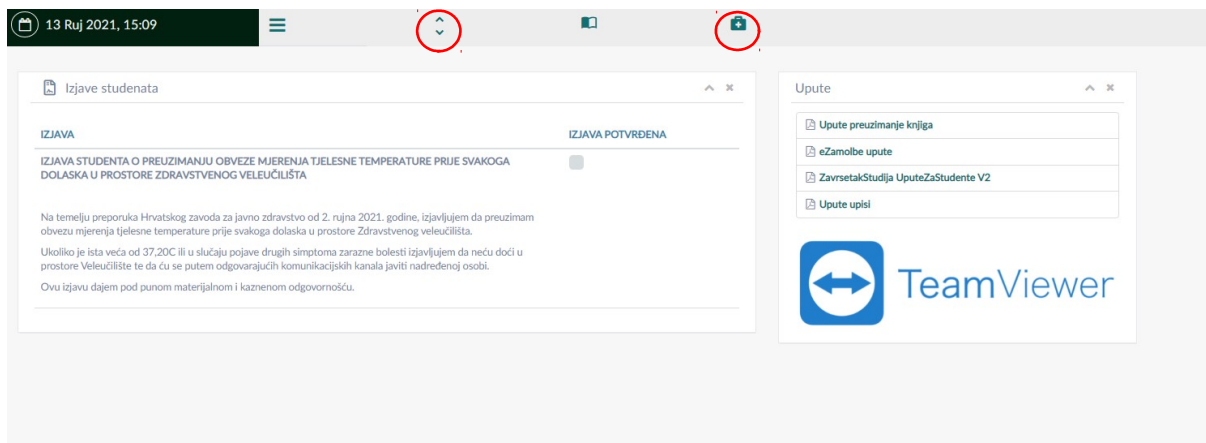 13 Ruj 2021, 15:09
Izjave studenata
IZJAVA IZJAVA POTVRĐENA
IZJAVA STUDENTA O PREUZIMANJU OBVEZE MJERENJA TJELESNE TEMPERATURE PRIJE SVAKOGA
DOLASKA U PROSTORE ZDRAVSTVENOG VELEUČILIŠTA
Na temelju preporuka Hrvatskog zavoda za javno zdravstvo od 2. rujna 2021. godine, izjavljujem da preuzimam
obvezu mjerenja tjelesne temperature prije svakoga dolaska u prostore Zdravstvenog veleučilišta.
Ukoliko je ista veća od 37,20C ili u slučaju pojave drugih simptoma zarazne bolesti izjavljujem da neću doći u
prostore Veleučilište te da ću se putem odgovarajućih komunikacijskih kanala javiti nadređenoj osobi.
Ovu izjavu dajem pod punom materijalnom i kaznenom odgovornošću.
Upute
Upute preuzimanje knjiga
eZamolbe upute
ZavrsetakStudija UputeZaStudente V2
Upute upisi
TeamViewer